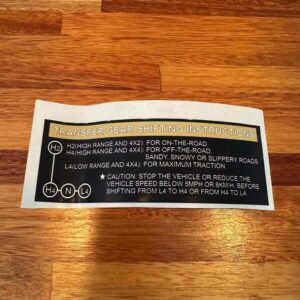 TRANSFER GEAR SHIFTING INSTRUCTION
H2 H2(HIGH RANGE AND 4X2): FOR ON-THE-ROAD.
H4(HIGH RANGE AND 4X4): FOR OFF-THE-ROAD:
SANDY, SNOWY OR SLIPPERY ROADS
L4(LOW RANGE AND 4X4): FOR MAXIMUM TRACTION
★ CAUTION: STOP THE VEHICLE OR REDUCE THE
VEHICLE SPEED BELOW 5MPH OR 8KM/H, BEFORE
H4 N L4 SHIFTING FROM L4 TO H4 OR FROM H4 TO L4.